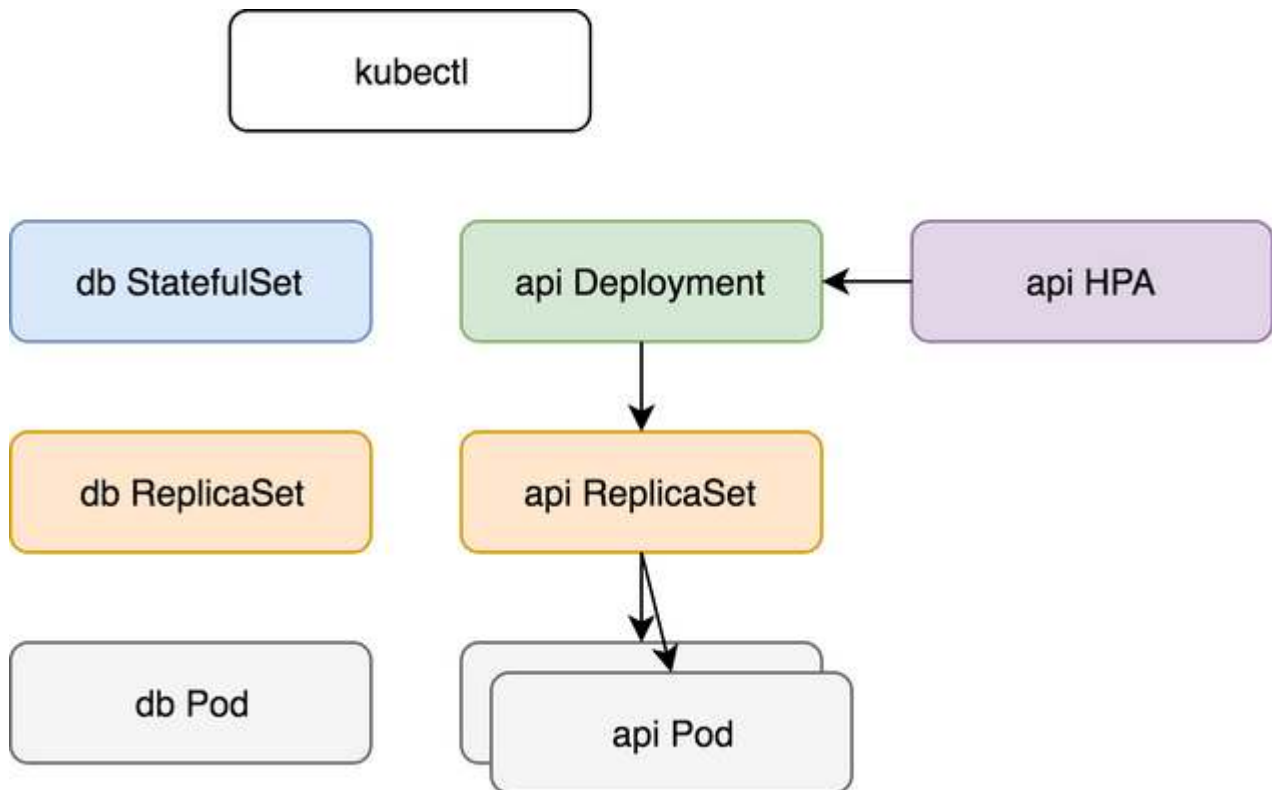 kubectl
db StatefulSet
api Deployment
api HPA
db ReplicaSet
api ReplicaSet
db Pod
api Pod